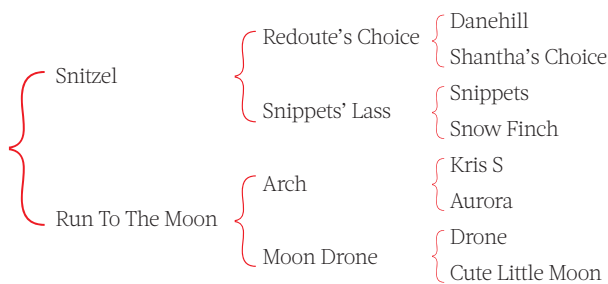 Danehill
Redoute's Choice
Shantha's Choice
Snitzel
Snippets
Snippets' Lass
Snow Finch
Kris S
Arch
Aurora
Run To The Moon
Drone
Moon Drone
Cute Little Moon